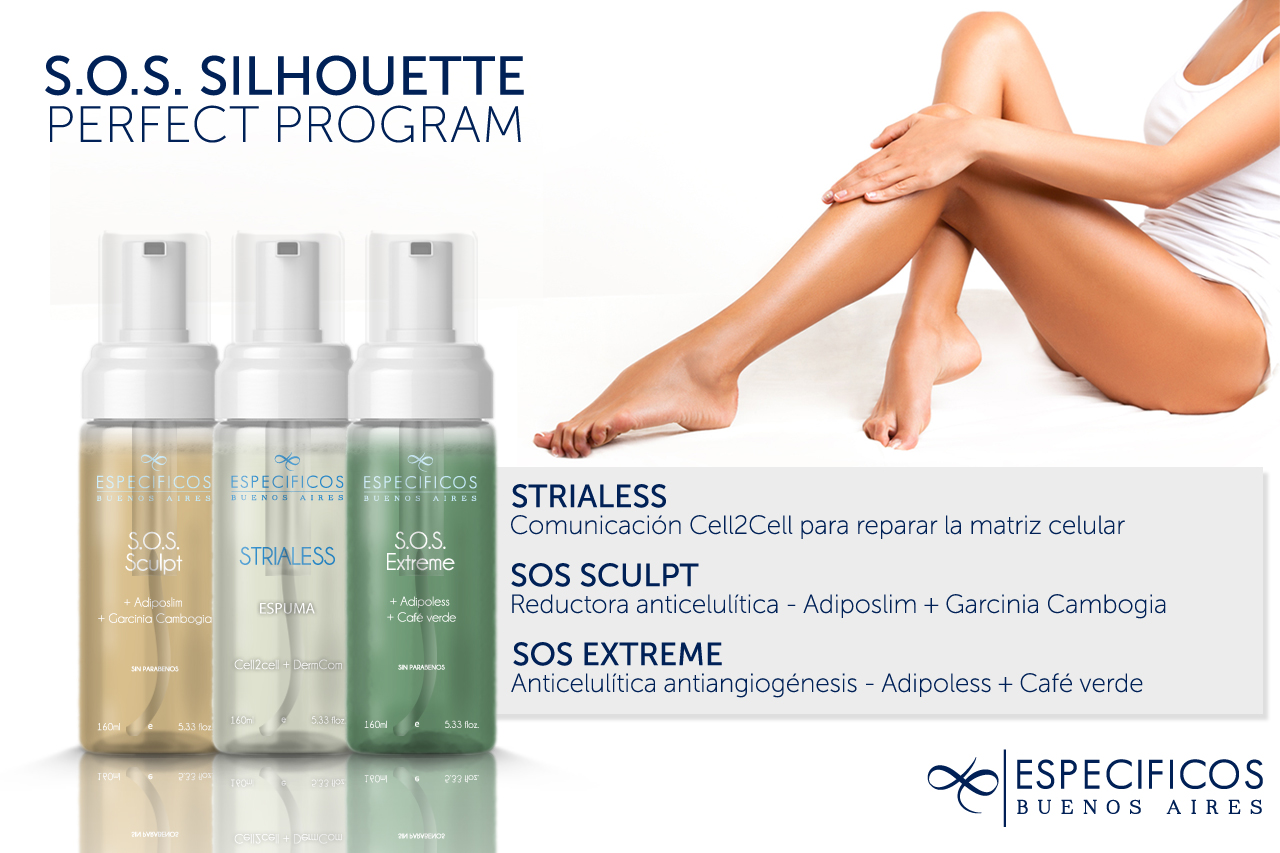 S.O.S. SILHOUETTE
PERFECT PROGRAM
ESPECIFICOS
BUENOS AIRES
S.O.S.
Sculpt
+ Adiposlim
+ Garcinia Cambogia
SIN PARABENOS
160ml e 5.33 floz.
ESPECIFICOS
BUENOS AIRES
STRIALESS
ESPUMA
Cell2cell + DermCom
160ml e 5.33 floz.
ESPECIFICOS
BUENOS AIRES
S.O.S.
Extreme
+ Adipoless
+ Café verde
SIN PARABENOS
160ml e 5.33 floz.
STRIALESS
Comunicación Cell2Cell para reparar la matriz celular
SOS SCULPT
Reductora anticelulítica - Adiposlim + Garcinia Cambogia
SOS EXTREME
Anticelulítica antiangiogénesis - Adipoless + Café verde
ESPECIFICOS
BUENOS AIRES